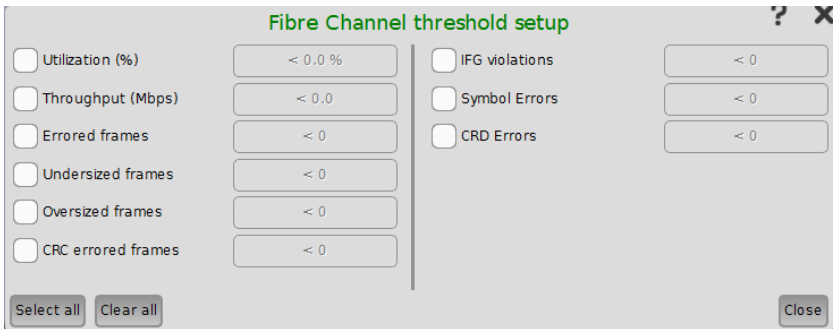 Fibre Channel threshold setup
?
Utilization (%) < 0.0 %
Throughput (Mbps) < 0.0
Errored frames < 0
Undersized frames < 0
Oversized frames < 0
CRC errored frames < 0
IFG violations < 0
Symbol Errors < 0
CRD Errors < 0
Select all Clear all Close